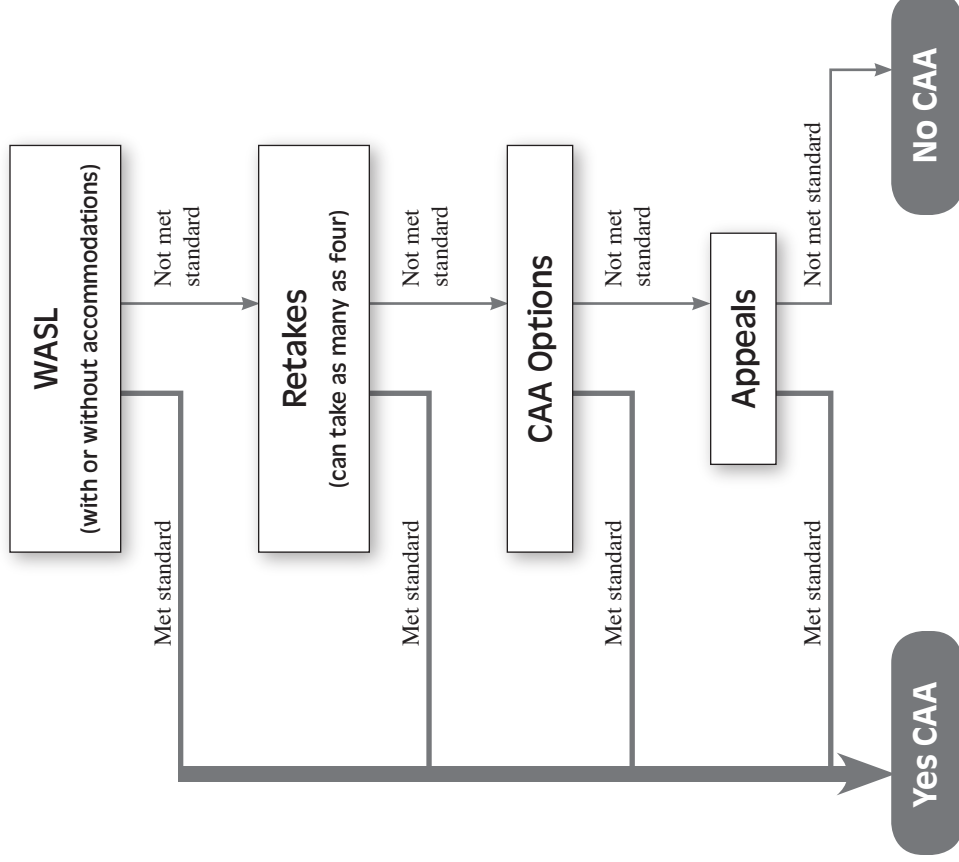 WASL
(with or without accommodations)
Met standard
Not met
standard
Retakes
(can take as many as four)
Met standard
Not met
standard
CAA Options
Met standard
Not met
standard
Appeals
Met standard
Not met standard
Yes CAA
No CAA